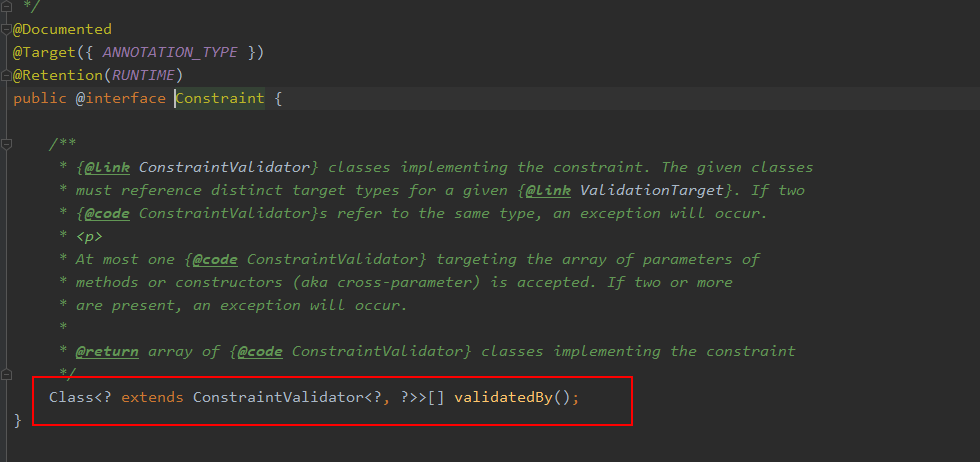 */
@Documented
@Target({ ANNOTATION_TYPE })
@Retention(RUNTIME)
public @interface Constraint {
/**
* {@link ConstraintValidator} classes implementing the constraint. The given classes
* must reference distinct target types for a given {@link ValidationTarget}. If two
* {@code ConstraintValidator}s refer to the same type, an exception will occur.
* <p>
* At most one {@code ConstraintValidator} targeting the array of parameters of
* methods or constructors (aka cross-parameter) is accepted. If two or more
* are present, an exception will occur.
*
* @return array of {@code ConstraintValidator} classes implementing the constraint
*/
Class<? extends ConstraintValidator<?, ?>>[] validatedBy();
}